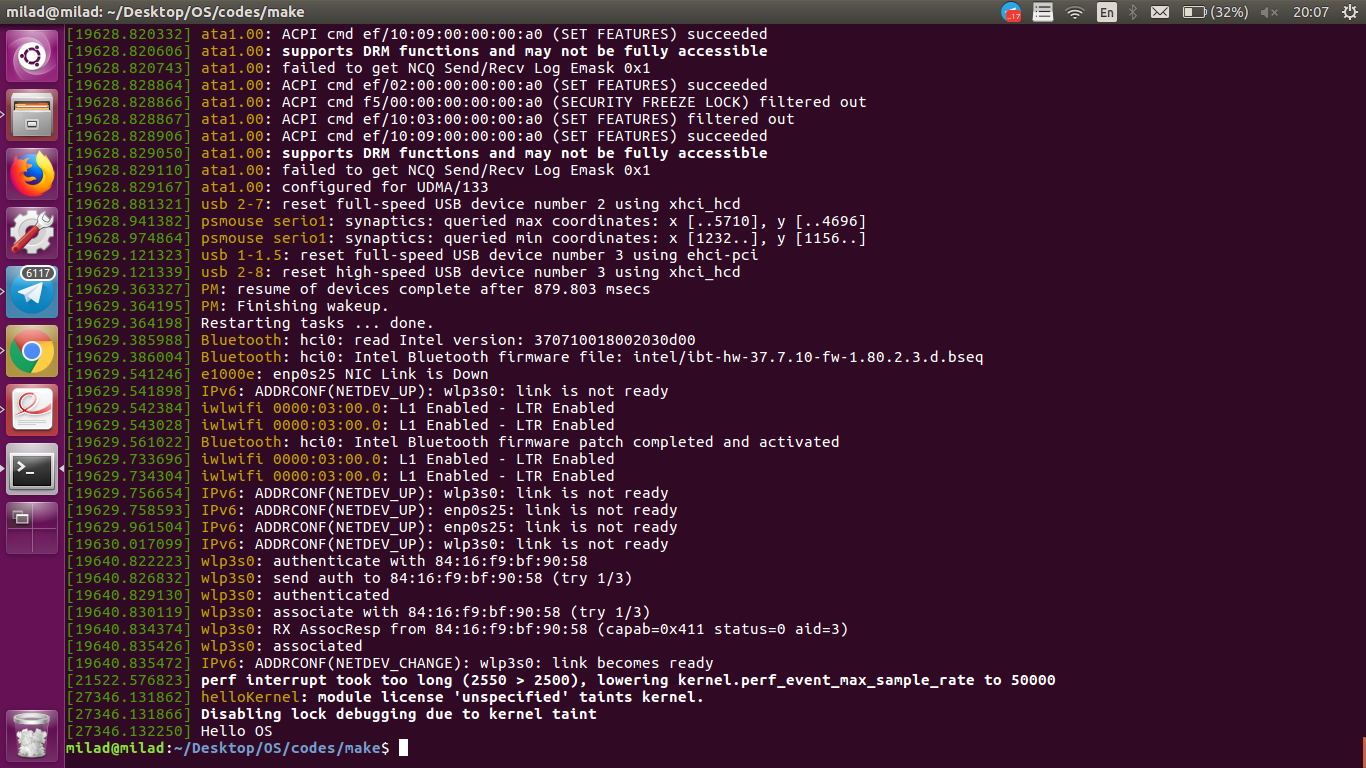 milad@milad: ~/Desktop/OS/codes/make
..17
En
(32%)
20:07
6117
[19628.820332] ata1.00: ACPI cmd ef/10:09:00:00:00:a0 (SET FEATURES) succeeded
[19628.820606] ata1.00: supports DRM functions and may not be fully accessible
[19628.820743] ata1.00: failed to get NCQ Send/Recv Log Emask 0x1
[19628.828864] ata1.00: ACPI cmd ef/02:00:00:00:00:a0 (SET FEATURES) succeeded
[19628.828866] ata1.00: ACPI cmd f5/00:00:00:00:00:a0 (SECURITY FREEZE LOCK) filtered out
[19628.828867] ata1.00: ACPI cmd ef/10:03:00:00:00:a0 (SET FEATURES) filtered out
[19628.828906] ata1.00: ACPI cmd ef/10:09:00:00:00:a0 (SET FEATURES) succeeded
[19628.829050] ata1.00: supports DRM functions and may not be fully accessible
[19628.829110] ata1.00: failed to get NCQ Send/Recv Log Emask 0x1
[19628.829167] ata1.00: configured for UDMA/133
[19628.881321] usb 2-7: reset full-speed USB device number 2 using xhci_hcd
[19628.941382] psmouse serio1: synaptics: queried max coordinates: x [..5710], y [..4696]
[19628.974864] psmouse serio1: synaptics: queried min coordinates: x [1232..], y [1156..]
[19629.121323] usb 1-1.5: reset full-speed USB device number 3 using ehci-pci
[19629.121339] usb 2-8: reset high-speed USB device number 3 using xhci_hcd
[19629.363327] PM: resume of devices complete after 879.803 msecs
[19629.364195] PM: Finishing wakeup.
[19629.364198] Restarting tasks ... done.
[19629.385988] Bluetooth: hci0: read Intel version: 370710018002030d00
[19629.386004] Bluetooth: hci0: Intel Bluetooth firmware file: intel/ibt-hw-37.7.10-fw-1.80.2.3.d.bseq
[19629.541246] e1000e: enp0s25 NIC Link is Down
[19629.541898] IPv6: ADDRCONF(NETDEV_UP): wlp3s0: link is not ready
[19629.542384] iwlwifi 0000:03:00.0: L1 Enabled - LTR Enabled
[19629.543028] iwlwifi 0000:03:00.0: L1 Enabled - LTR Enabled
[19629.561022] Bluetooth: hci0: Intel Bluetooth firmware patch completed and activated
[19629.733696] iwlwifi 0000:03:00.0: L1 Enabled - LTR Enabled
[19629.734304] iwlwifi 0000:03:00.0: L1 Enabled - LTR Enabled
[19629.756654] IPv6: ADDRCONF(NETDEV_UP): wlp3s0: link is not ready
[19629.758593] IPv6: ADDRCONF(NETDEV_UP): enp0s25: link is not ready
[19629.961504] IPv6: ADDRCONF(NETDEV_UP): enp0s25: link is not ready
[19630.017099] IPv6: ADDRCONF(NETDEV_UP): wlp3s0: link is not ready
[19640.822223] wlp3s0: authenticate with 84:16:f9:bf:90:58
[19640.826832] wlp3s0: send auth to 84:16:f9:bf:90:58 (try 1/3)
[19640.829130] wlp3s0: authenticated
[19640.830119] wlp3s0: associate with 84:16:f9:bf:90:58 (try 1/3)
[19640.834374] wlp3s0: RX AssocResp from 84:16:f9:bf:90:58 (capab=0x411 status=0 aid=3)
[19640.835426] wlp3s0: associated
[19640.835472] IPv6: ADDRCONF(NETDEV_CHANGE): wlp3s0: link becomes ready
[21522.576823] perf interrupt took too long (2550 > 2500), lowering kernel.perf_event_max_sample_rate to 50000
[27346.131862] helloKernel: module license 'unspecified' taints kernel.
[27346.131866] Disabling lock debugging due to kernel taint
[27346.132250] Hello OS
milad@milad:~/Desktop/OS/codes/make$